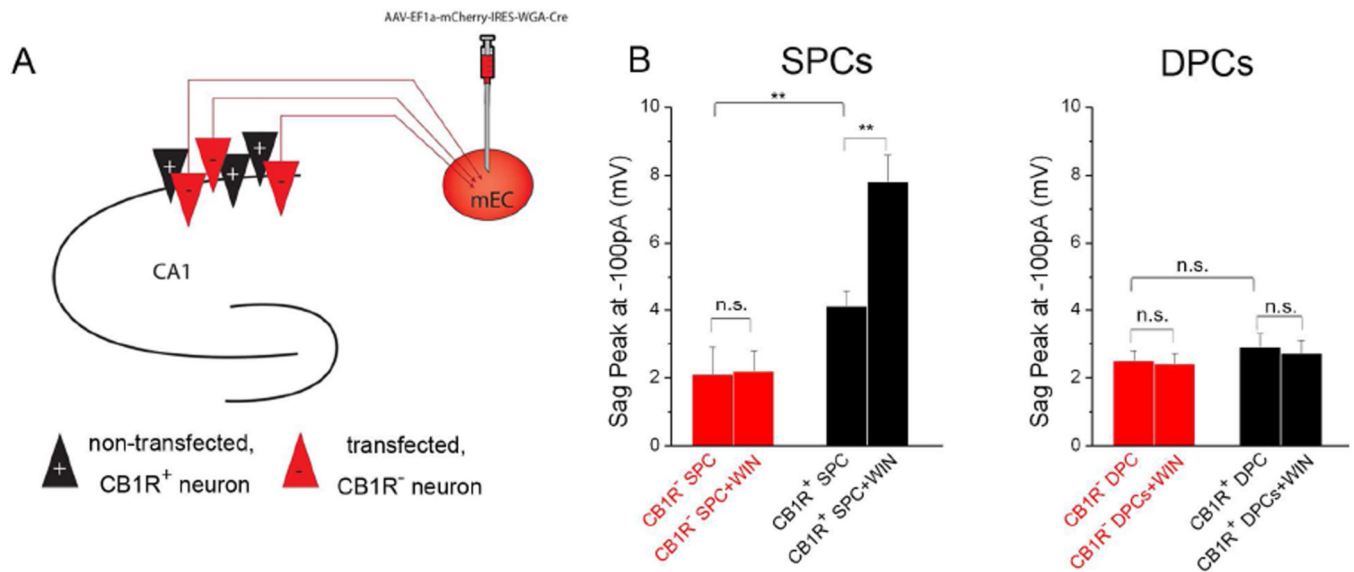 AAV-EF1a-mCherry-IRES-WGA-Cre
A
mEC
CA1
+
-
+
+
-
-
+
non-transfected,
CB1R+ neuron
-
transfected,
CB1R- neuron
B
SPCs
Sag Peak at -100pA (mV)
10
8
6
4
2
0
**
**
n.s.
CB1R- SPC
CB1R- SPC+WIN
CB1R+ SPC
CB1R+ SPC+WIN
DPCs
Sag Peak at -100pA (mV)
10
8
6
4
2
0
n.s.
n.s.
n.s.
CB1R- DPC
CB1R- DPCs+WIN
CB1R+ DPC
CB1R+ DPCs+WIN